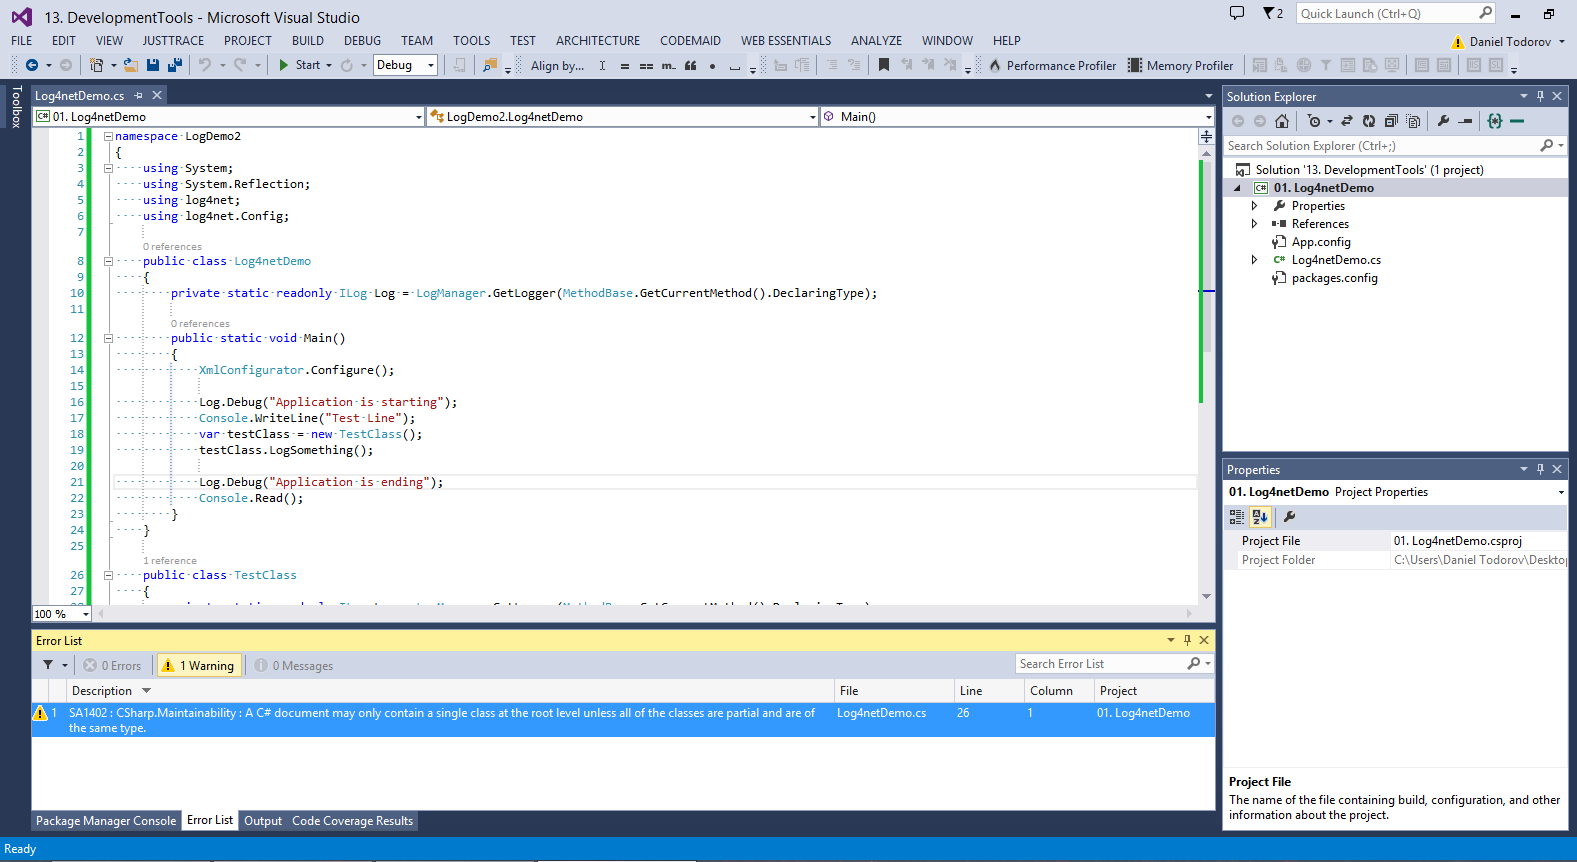 13. DevelopmentTools - Microsoft Visual Studio
2
Quick Launch (Ctrl+Q)
FILE EDIT VIEW JUSTTRACE PROJECT BUILD DEBUG TEAM TOOLS TEST ARCHITECTURE CODEMAID WEB ESSENTIALS ANALYZE WINDOW HELP
Daniel Todorov
Start
Debug
Align by...
Performance Profiler
Memory Profiler
Toolbox
Log4netDemo.cs
01. Log4netDemo
LogDemo2.Log4netDemo
Main()
1 namespace LogDemo2
2 {
3 using System;
4 using System.Reflection;
5 using log4net;
6 using log4net.Config;
7
0 references
8 public class Log4netDemo
9 {
10 private static readonly ILog Log = LogManager.GetLogger(MethodBase.GetCurrentMethod().DeclaringType);
11
0 references
12 public static void Main()
13 {
14 XmlConfigurator.Configure();
15
16 Log.Debug("Application is starting");
17 Console.WriteLine("Test Line");
18 var testClass = new TestClass();
19 testClass.LogSomething();
20
21 Log.Debug("Application is ending");
22 Console.Read();
23 }
24 }
25
1 reference
26 public class TestClass
27 {
100 %
Error List
0 Errors
1 Warning
0 Messages
Search Error List
Description File Line Column Project
1 SA1402 : CSharp.Maintainability : A C# document may only contain a single class at the root level unless all of the classes are partial and are of the same type. Log4netDemo.cs 26 1 01. Log4netDemo
Package Manager Console Error List Output Code Coverage Results
Ready
Solution Explorer
Search Solution Explorer (Ctrl+;)
Solution '13. DevelopmentTools' (1 project)
01. Log4netDemo
Properties
References
App.config
Log4netDemo.cs
packages.config
Properties
01. Log4netDemo Project Properties
Project File 01. Log4netDemo.csproj
Project Folder C:\Users\Daniel Todorov\Deskto
Project File
The name of the file containing build, configuration, and other
information about the project.